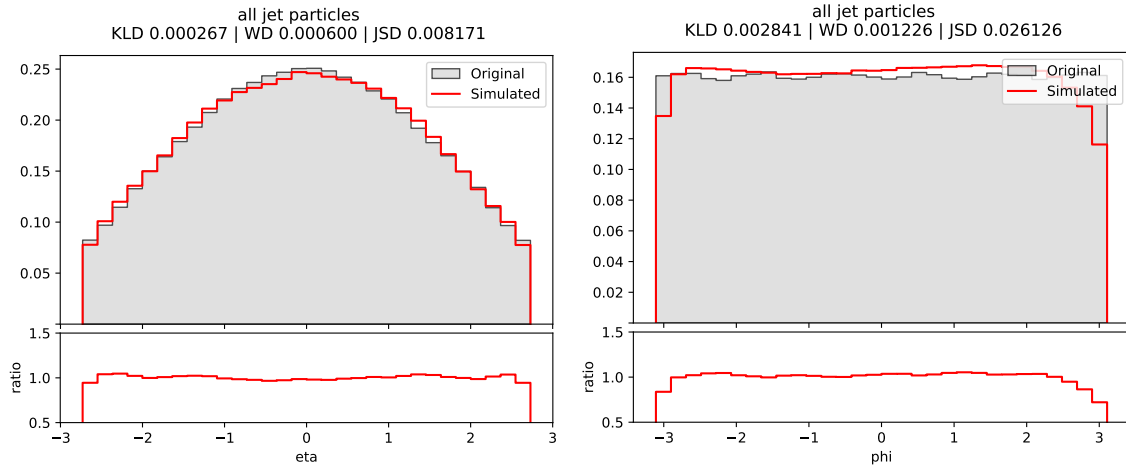 all jet particles
KLD 0.000267 | WD 0.000600 | JSD 0.008171
0.25
0.20
0.15
0.10
0.05
Original
Simulated
1.5
1.0
0.5
ratio
−3 −2 −1 0 1 2 3
eta
all jet particles
KLD 0.002841 | WD 0.001226 | JSD 0.026126
0.16
0.14
0.12
0.10
0.08
0.06
0.04
0.02
Original
Simulated
1.5
1.0
0.5
ratio
−3 −2 −1 0 1 2 3
phi